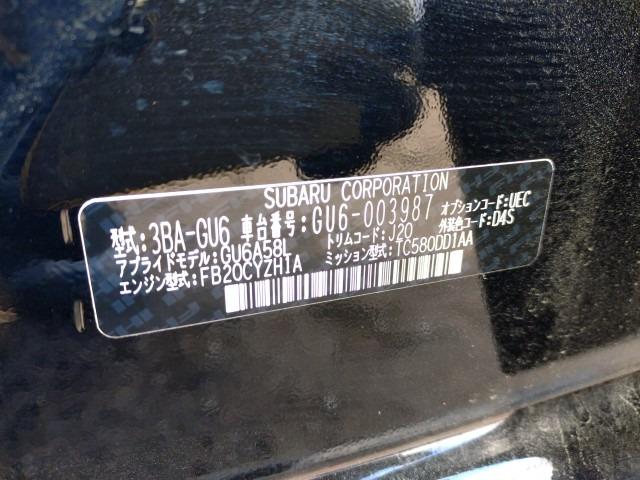 SUBARU CORPORATION
型式:3BA-GU6 車台番号:GU6-003987 オプションコード:UEC
アプライドモデル:GU6A58L トリムコード:J20 外装色コード:D4S
エンジン型式:FB20CYZH1A ミッション型式:TC580DD1AA